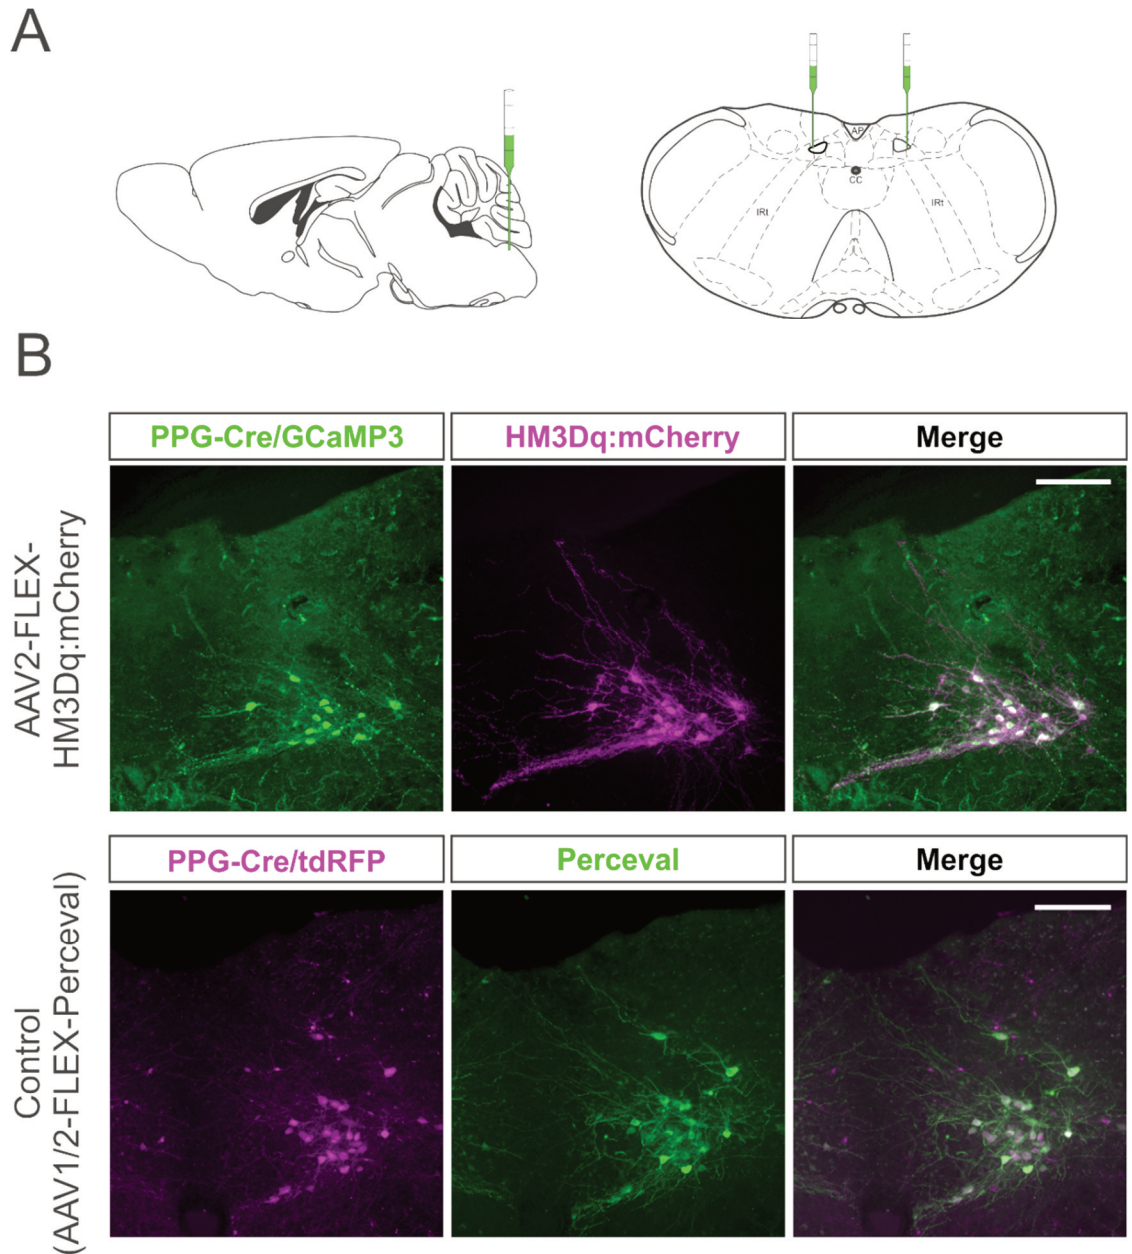 A
AP
CC
IRt
IRt
B
PPG-Cre/GCaMP3
HM3Dq:mCherry
Merge
AAV2-FLEX-
HM3Dq:mCherry
PPG-Cre/tdRFP
Perceval
Merge
Control
(AAV1/2-FLEX-Perceval)